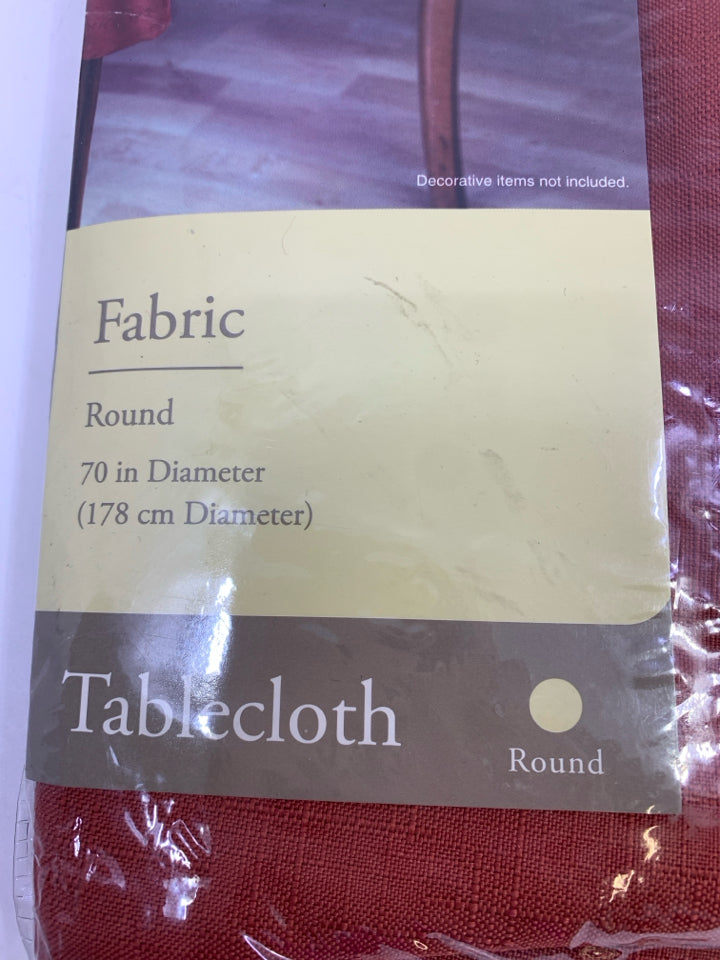 Decorative items not included.
Fabric
Round
70 in Diameter
(178 cm Diameter)
Tablecloth
Round